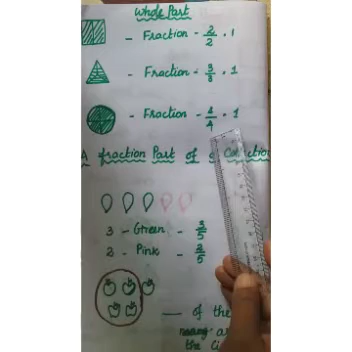 Whole Part
- Fraction - 2/2 = 1
- Fraction - 3/3 = 1
- Fraction - 4/4 = 1
A fraction Part of a Collection
3 - Green - 3/5
2 - Pink - 2/5
of the